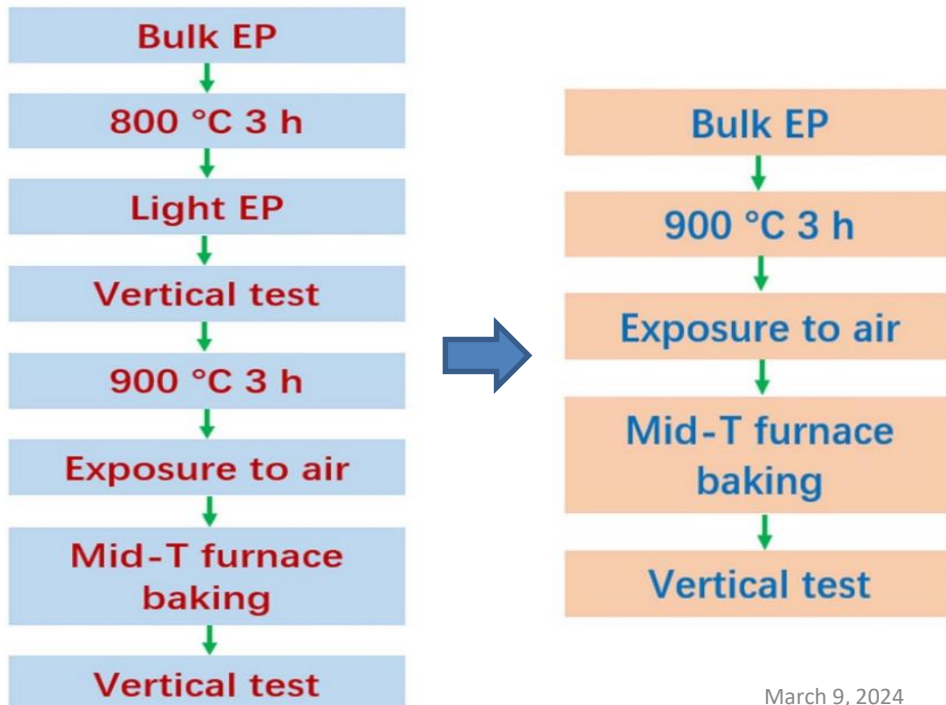 Bulk EP
800 °C 3 h
Light EP
Vertical test
900 °C 3 h
Exposure to air
Mid-T furnace
baking
Vertical test
Bulk EP
900 °C 3 h
Exposure to air
Mid-T furnace
baking
Vertical test
March 9, 2024